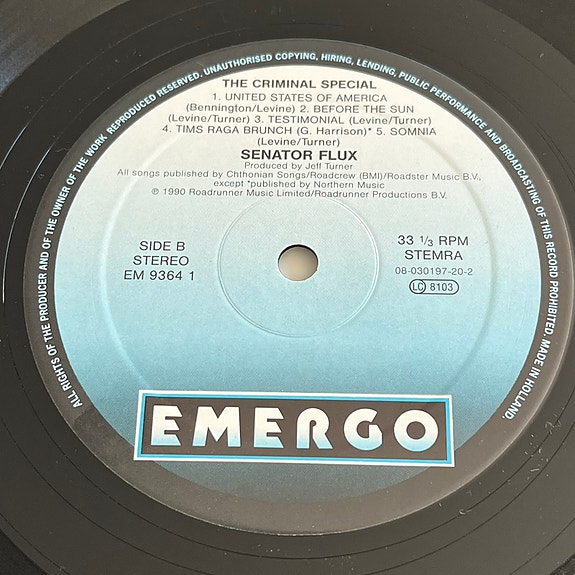 ALL RIGHTS OF THE PRODUCER AND OF THE OWNER OF THE WORK REPRODUCED RESERVED. UNAUTHORISED COPYING, HIRING, LENDING, PUBLIC PERFORMANCE AND BROADCASTING OF THIS RECORD PROHIBITED. MADE IN HOLLAND.
THE CRIMINAL SPECIAL
1. UNITED STATES OF AMERICA
(Bennington/Levine) 2. BEFORE THE SUN
(Levine/Turner) 3. TESTIMONIAL (Levine/Turner)
4. TIMS RAGA BRUNCH (G. Harrison)* 5. SOMNIA
(Levine/Turner)
SENATOR FLUX
Produced by Jeff Turner
All songs published by Chthonian Songs/Roadcrew (BMI)/Roadster Music B.V.,
except *published by Northern Music
℗ 1990 Roadrunner Music Limited/Roadrunner Productions B.V.
SIDE B
STEREO
EM 9364 1
33 1/3 RPM
STEMRA
08-030197-20-2
LC 8103
EMERGO